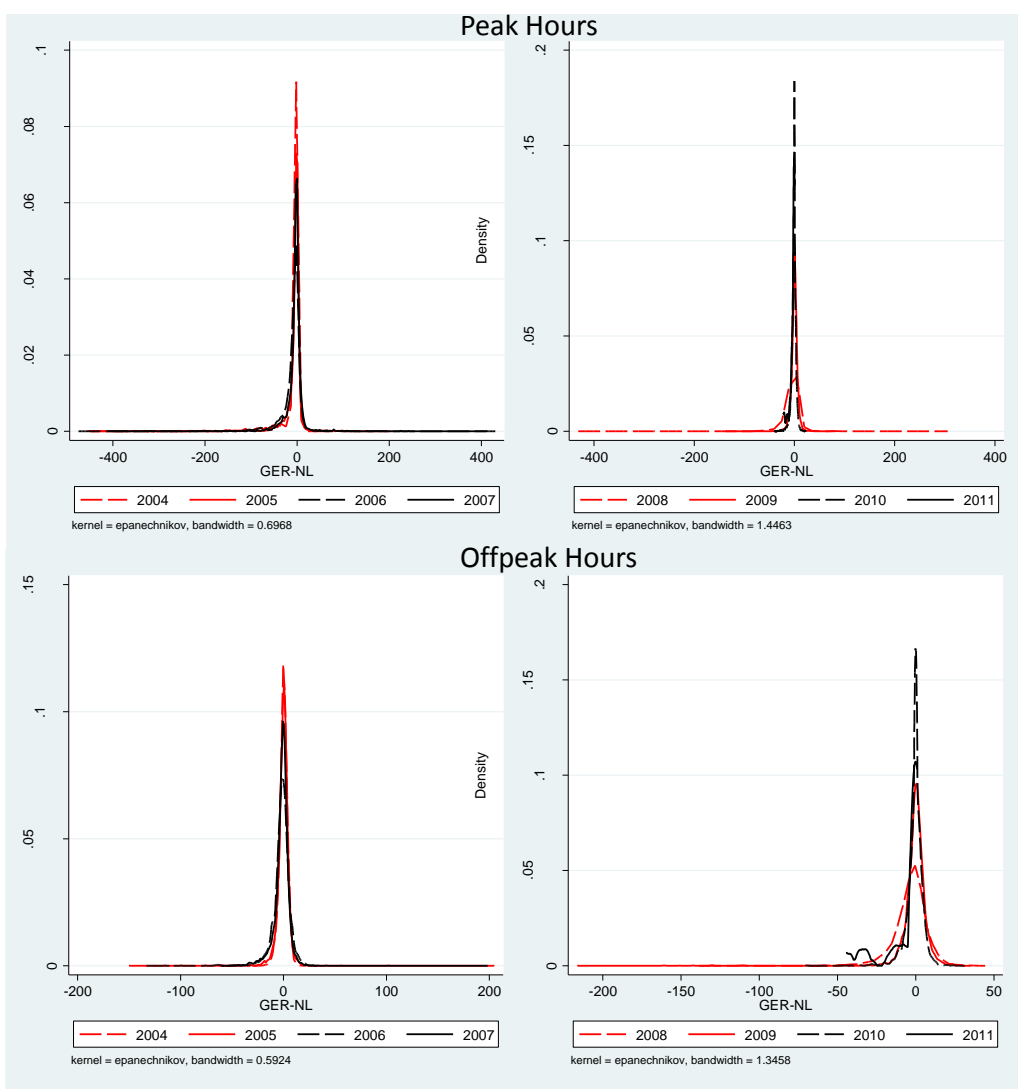 Peak Hours
.1
.08
.06
.04
.02
0
-400 -200 0 200 400
GER-NL
2004 2005 2006 2007
kernel = epanechnikov, bandwidth = 0.6968
Density
.2
.15
.1
.05
0
-400 -200 0 200 400
GER-NL
2008 2009 2010 2011
kernel = epanechnikov, bandwidth = 1.4463
Offpeak Hours
.15
.1
.05
0
-200 -100 0 100 200
GER-NL
2004 2005 2006 2007
kernel = epanechnikov, bandwidth = 0.5924
Density
.2
.15
.1
.05
0
-200 -150 -100 -50 0 50
GER-NL
2008 2009 2010 2011
kernel = epanechnikov, bandwidth = 1.3458